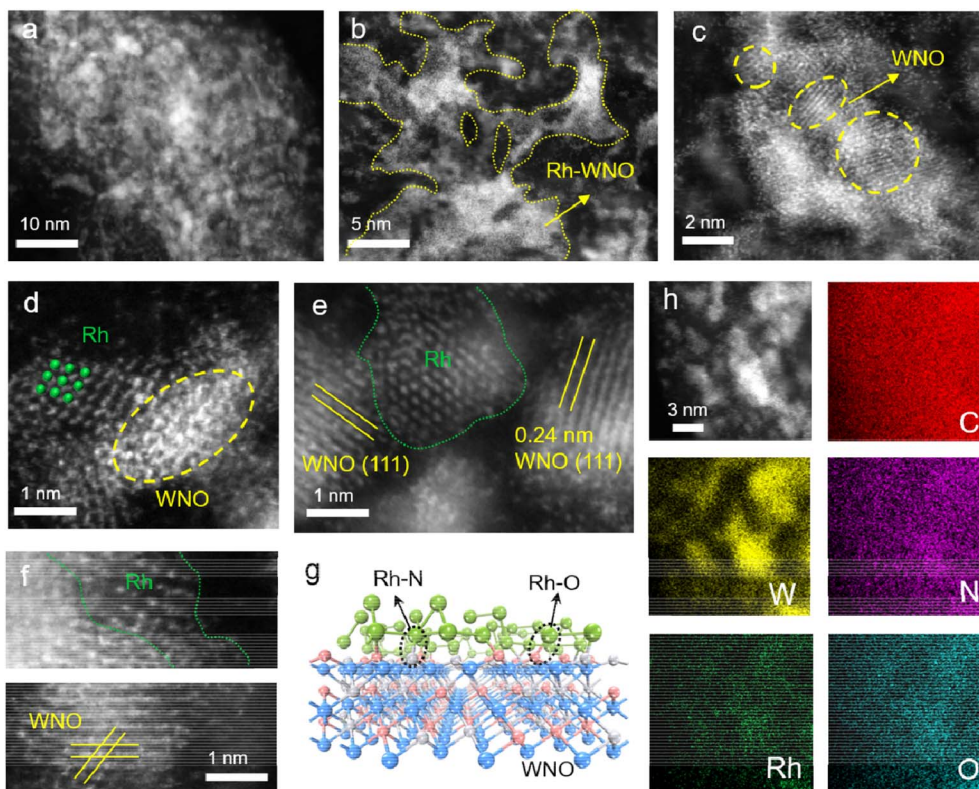 a
10 nm
b
Rh-WNO
5 nm
c
WNO
2 nm
d
Rh
1 nm
WNO
e
Rh
WNO (111)
0.24 nm
WNO (111)
1 nm
h
3 nm
C
W
N
Rh
O
f
Rh
WNO
1 nm
g
Rh-N
Rh-O
WNO